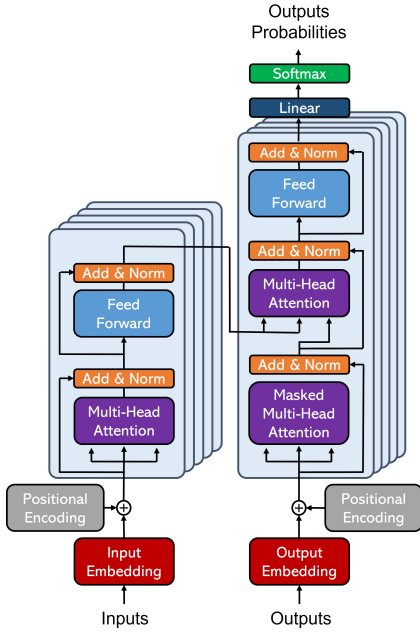 Outputs
Probabilities
Softmax
Linear
Add & Norm
Feed
Forward
Add & Norm
Multi-Head
Attention
Add & Norm
Masked
Multi-Head
Attention
Positional
Encoding
Output
Embedding
Outputs
Add & Norm
Feed
Forward
Add & Norm
Multi-Head
Attention
Positional
Encoding
Input
Embedding
Inputs